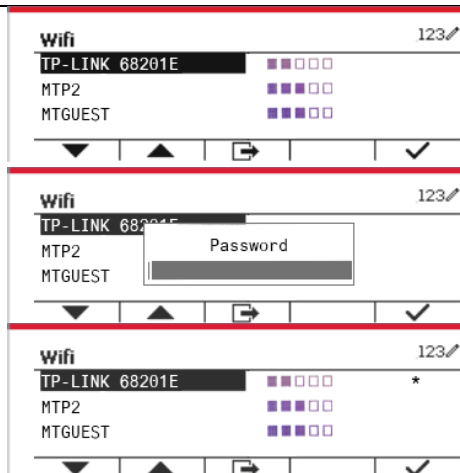 Wifi 123
TP-LINK 68201E
MTP2
MTGUEST
Wifi 123
TP-LINK 68201E
MTP2
MTGUEST
Password
Wifi 123
TP-LINK 68201E *
MTP2
MTGUEST